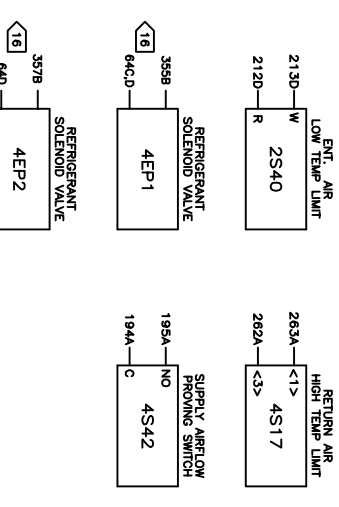 ENT. AIR
LOW TEMP LIMIT
213D
W
2S40
212D
R
RETURN AIR
HIGH TEMP LIMIT
263A
<1>
4S17
262A
<3>
REFRIGERANT
SOLENOID VALVE
355B
4EP1
16
64C,D
SUPPLY AIRFLOW
PROVING SWITCH
195A
NO
4S42
194A
C
REFRIGERANT
SOLENOID VALVE
357B
4EP2
16
64D